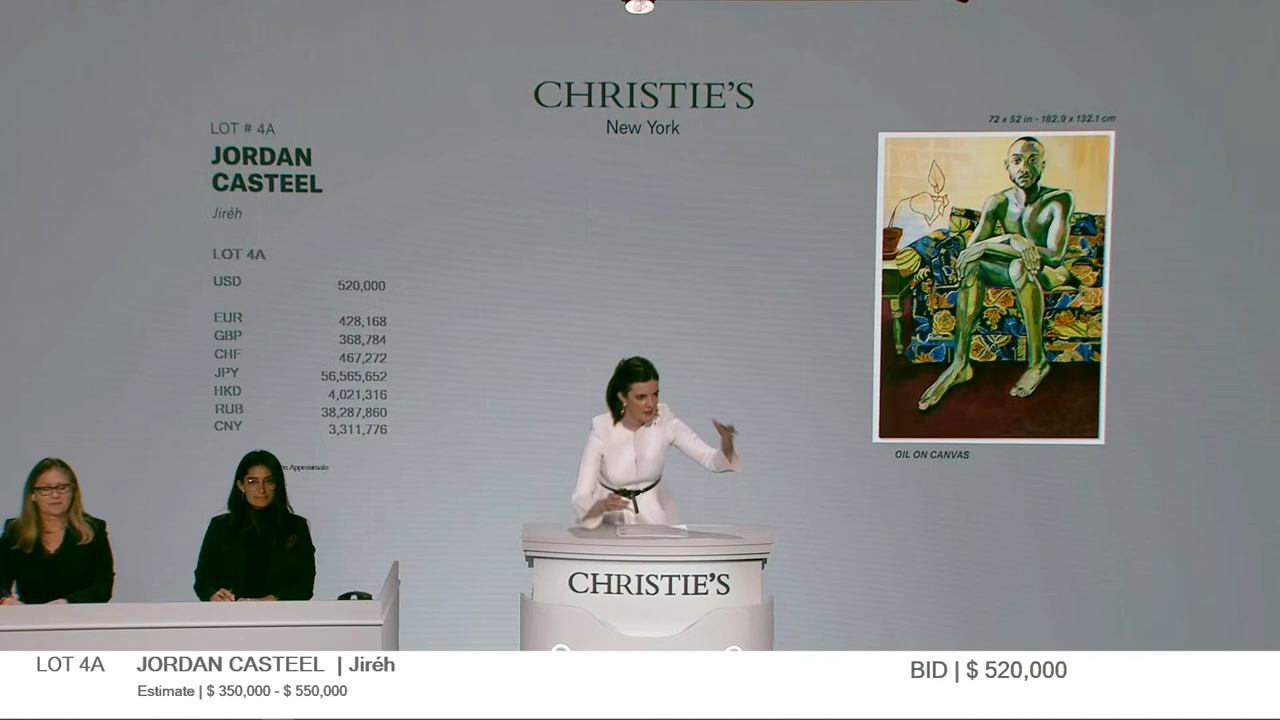 CHRISTIE'S
New York
LOT # 4A
JORDAN
CASTEEL
Jiréh
LOT 4A
USD 520,000
EUR 428,168
GBP 368,784
CHF 467,272
JPY 56,565,652
HKD 4,021,316
RUB 38,287,860
CNY 3,311,776
Approximate
72 x 52 in - 182.9 x 132.1 cm
OIL ON CANVAS
CHRISTIE'S
LOT 4A JORDAN CASTEEL | Jiréh
Estimate | $ 350,000 - $ 550,000
BID | $ 520,000